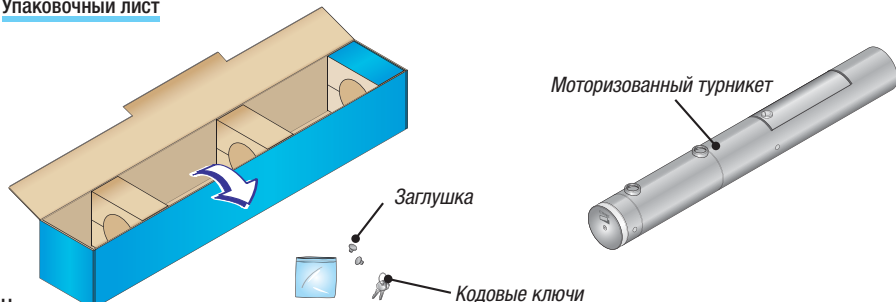 Упаковочный лист
Моторизованный турникет
Заглушка
Кодовые ключи